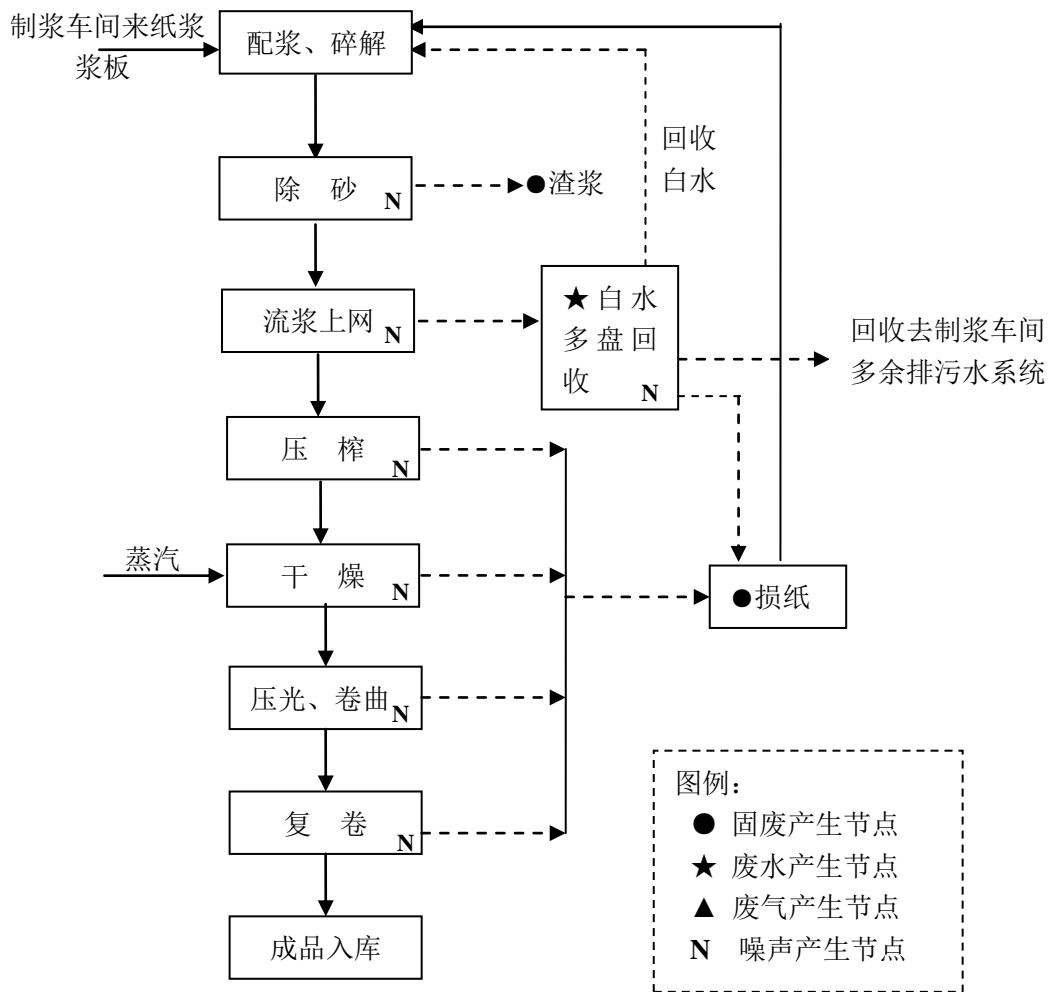 制浆车间来纸浆
浆板
配浆、碎解
回收
白水
除 砂 N
●渣浆
流浆上网 N
★白水
多盘回
收 N
回收去制浆车间
多余排污水系统
压 榨 N
蒸汽
干 燥 N
●损纸
压光、卷曲 N
复 卷 N
成品入库
图例：
● 固废产生节点
★ 废水产生节点
▲ 废气产生节点
N 噪声产生节点